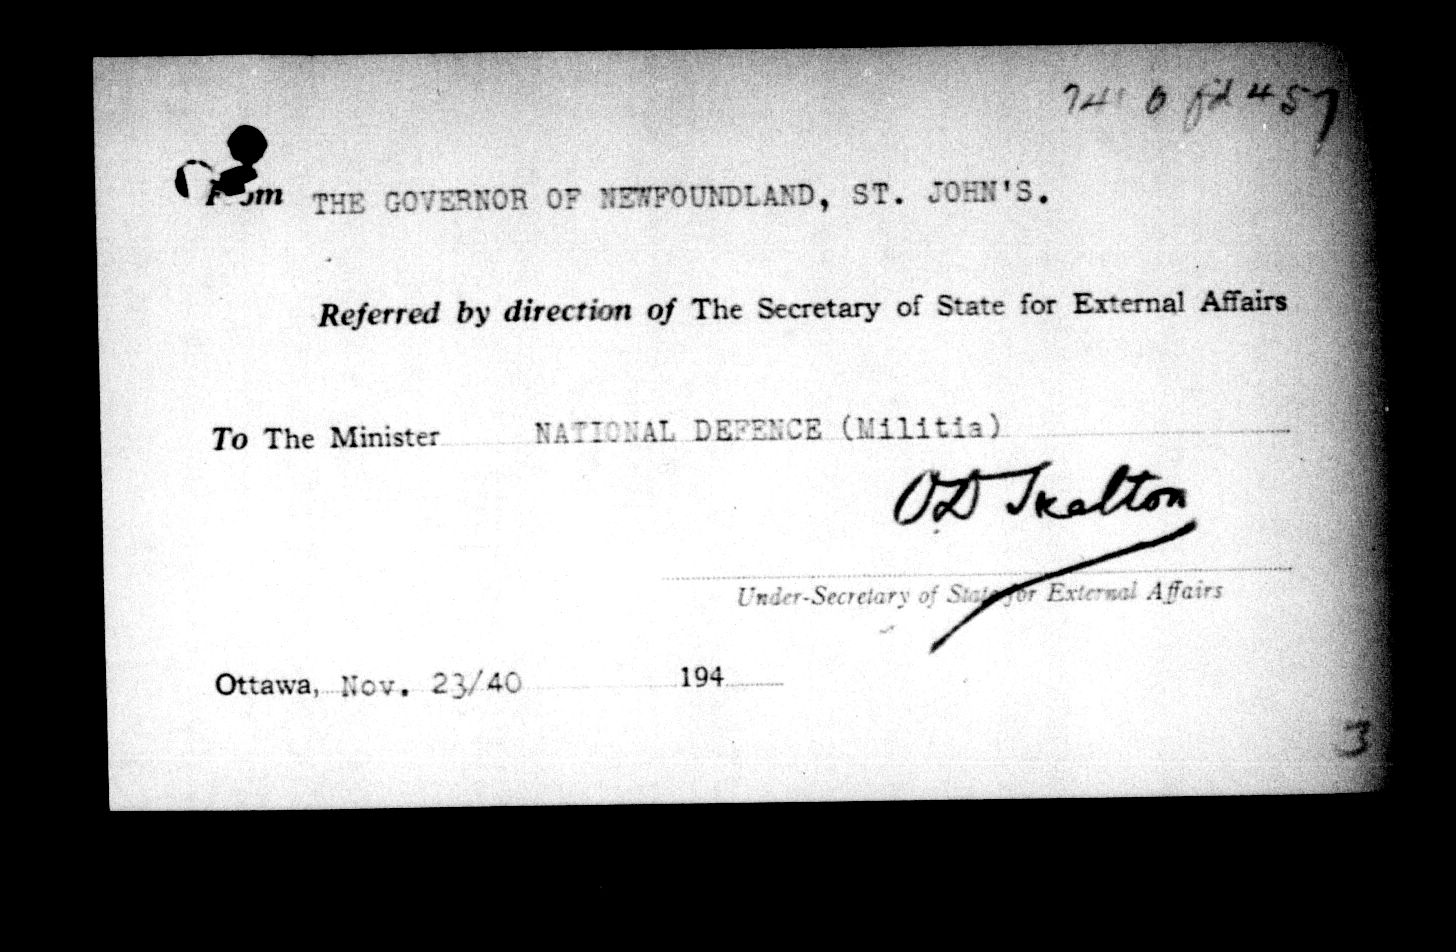 From THE GOVERNOR OF NEWFOUNDLAND, ST. JOHN'S.
Referred by direction of The Secretary of State for External Affairs
To The Minister NATIONAL DEFENCE (Militia)
OD Skelton
Under-Secretary of State for External Affairs
Ottawa, Nov. 23/40 194
3